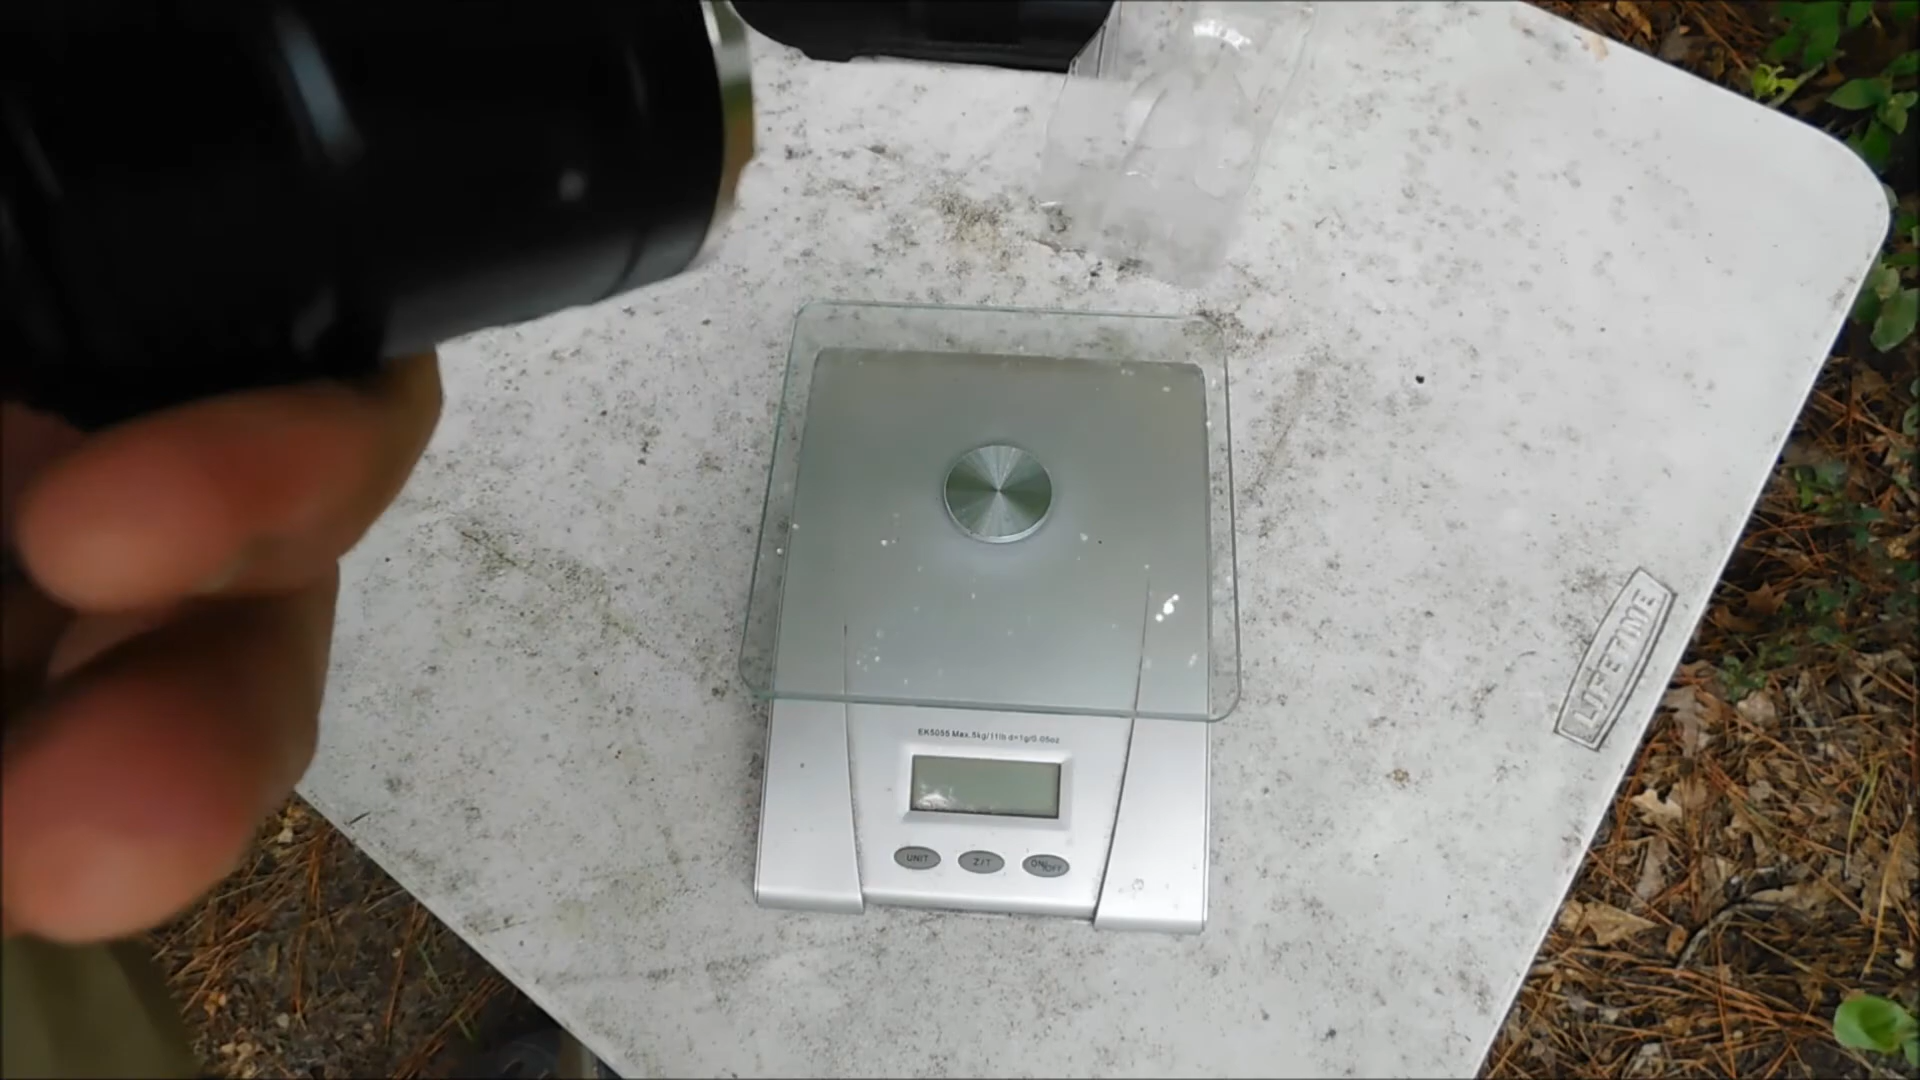 EK5055 Max.5kg/11lb d=1g/0.05oz
UNIT
Z/T
ON/OFF
LIFETIME